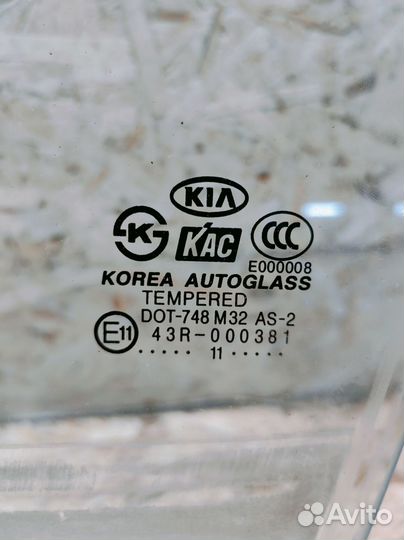 KIA
K KAC CCC
E000008
KOREA AUTOGLASS
TEMPERED
DOT-748 M32 AS-2
E11 43R-000381
..... 11 .....
Avito